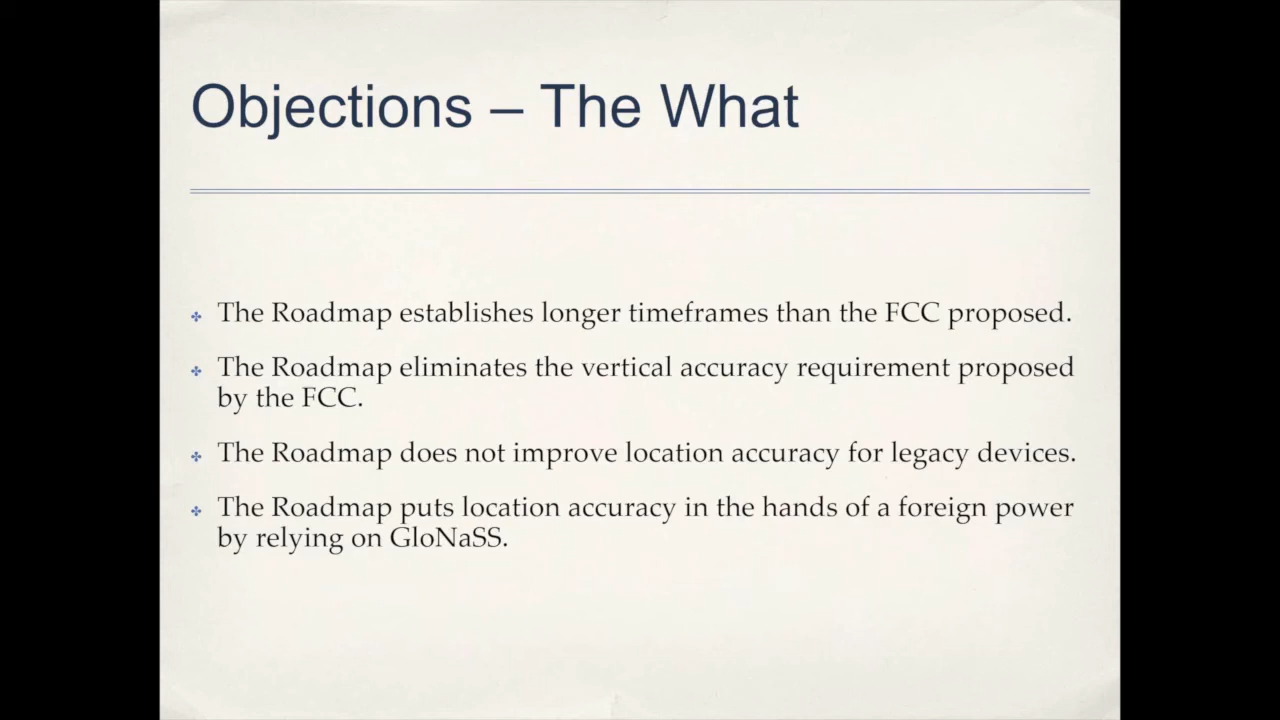 Objections – The What
The Roadmap establishes longer timeframes than the FCC proposed.
The Roadmap eliminates the vertical accuracy requirement proposed
by the FCC.
The Roadmap does not improve location accuracy for legacy devices.
The Roadmap puts location accuracy in the hands of a foreign power
by relying on GloNaSS.